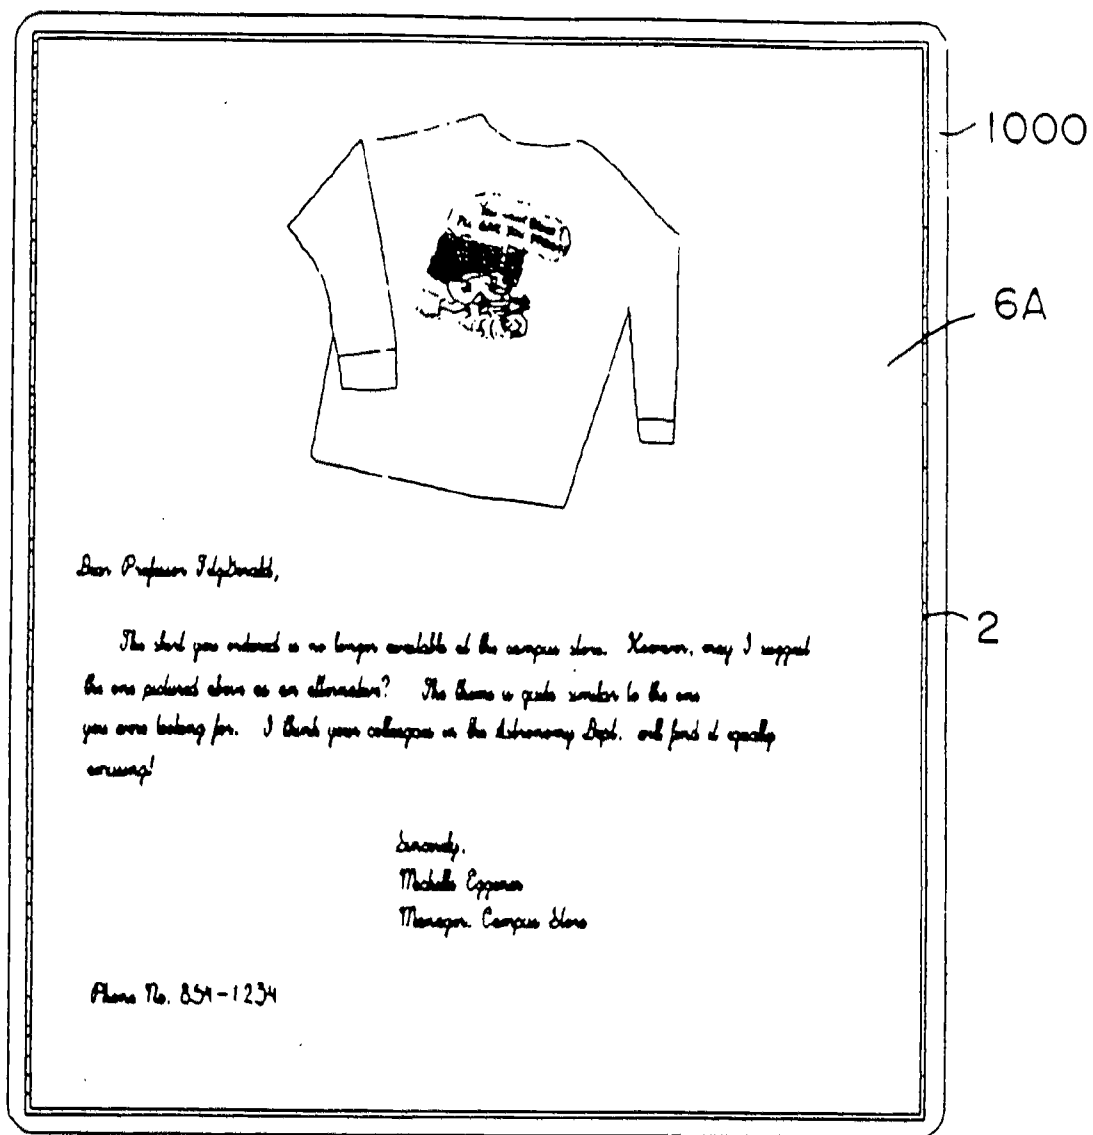 1000
6A
2
Dear Professor
The shirt you ordered is no longer available at the campus store. However, may I suggest
the one pictured above as an alternative? The theme is quite similar to the one
you were looking for. I think your colleagues in the Astronomy Dept. will find it equally
amusing!
Sincerely,
Michelle
Manager, Campus Store
Phone No. 854-1234